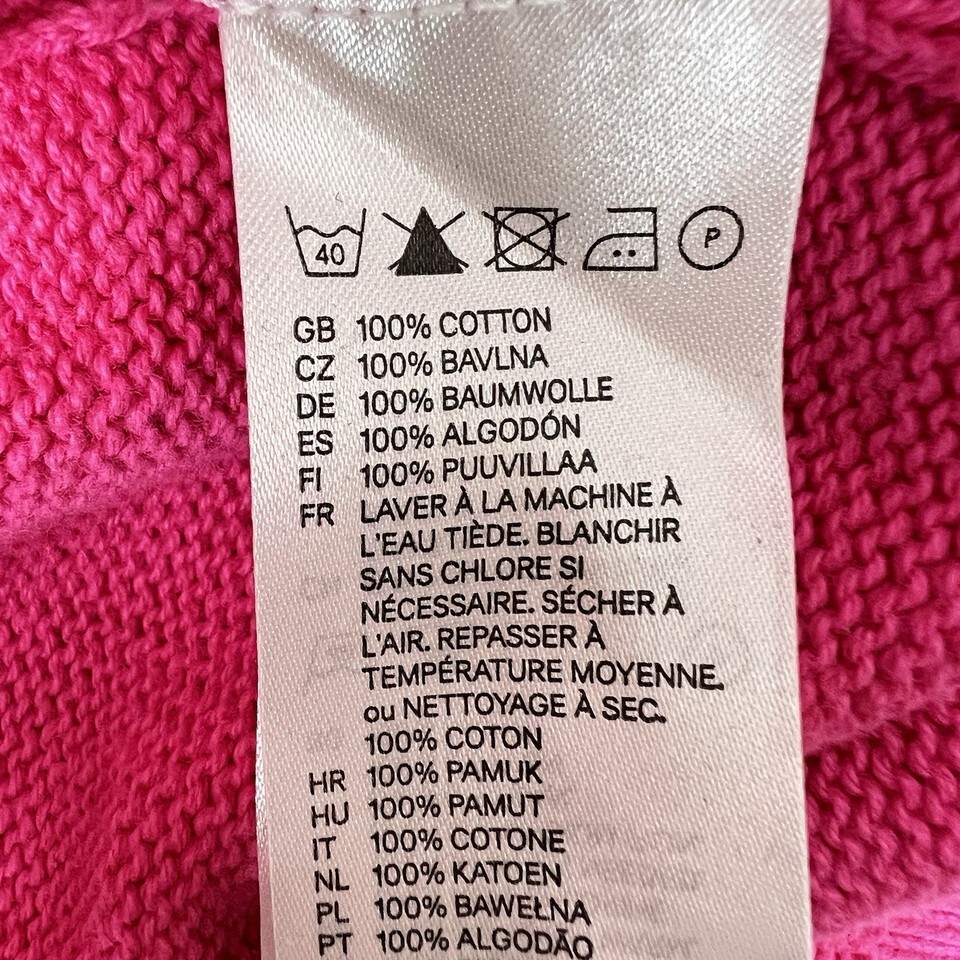 40 P
GB 100% COTTON
CZ 100% BAVLNA
DE 100% BAUMWOLLE
ES 100% ALGODÓN
FI 100% PUUVILLAA
FR LAVER À LA MACHINE À
L'EAU TIÈDE. BLANCHIR
SANS CHLORE SI
NÉCESSAIRE. SÉCHER À
L'AIR. REPASSER À
TEMPÉRATURE MOYENNE.
ou NETTOYAGE À SEC.
100% COTON
HR 100% PAMUK
HU 100% PAMUT
IT 100% COTONE
NL 100% KATOEN
PL 100% BAWEŁNA
PT 100% ALGODÃO